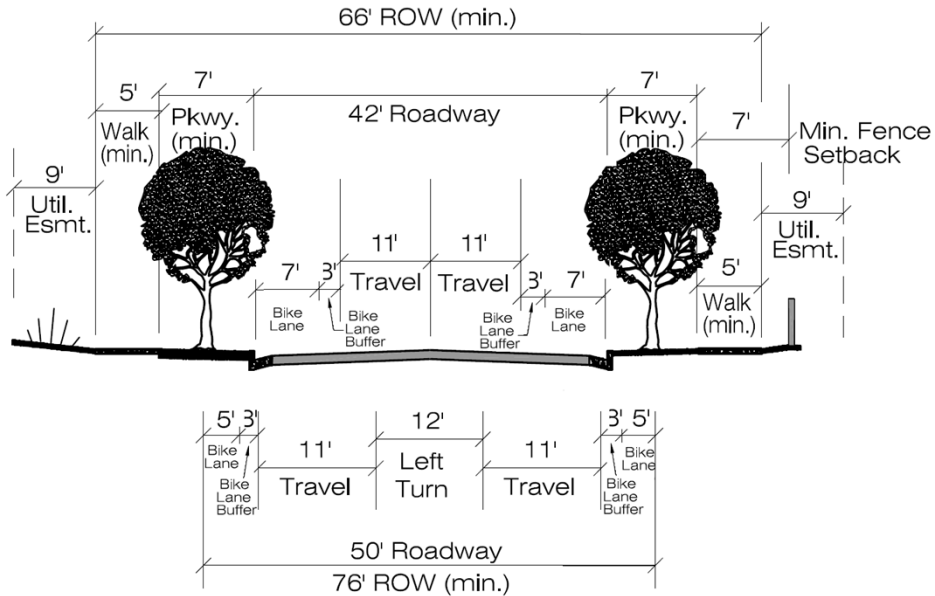 66' ROW (min.)
5'
7'
7'
42' Roadway
Walk
(min.)
Pkwy.
(min.)
Pkwy.
(min.)
7'
Min. Fence
Setback
9'
Util.
Esmt.
9'
Util.
Esmt.
11'
11'
Travel
Travel
7'
3'
3'
7'
5'
Bike
Lane
Bike
Lane
Buffer
Bike
Lane
Buffer
Bike
Lane
Walk
(min.)
5'
3'
12'
3'
5'
Bike
Lane
11'
Left
Turn
11'
Bike
Lane
Bike
Lane
Buffer
Travel
Travel
Bike
Lane
Buffer
50' Roadway
76' ROW (min.)